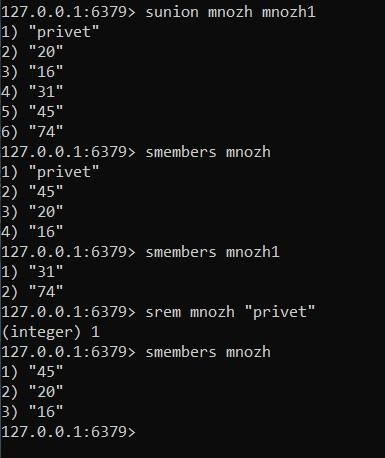 127.0.0.1:6379> sunion mnozh mnozh1
1) "privet"
2) "20"
3) "16"
4) "31"
5) "45"
6) "74"
127.0.0.1:6379> smembers mnozh
1) "privet"
2) "45"
3) "20"
4) "16"
127.0.0.1:6379> smembers mnozh1
1) "31"
2) "74"
127.0.0.1:6379> srem mnozh "privet"
(integer) 1
127.0.0.1:6379> smembers mnozh
1) "45"
2) "20"
3) "16"
127.0.0.1:6379>